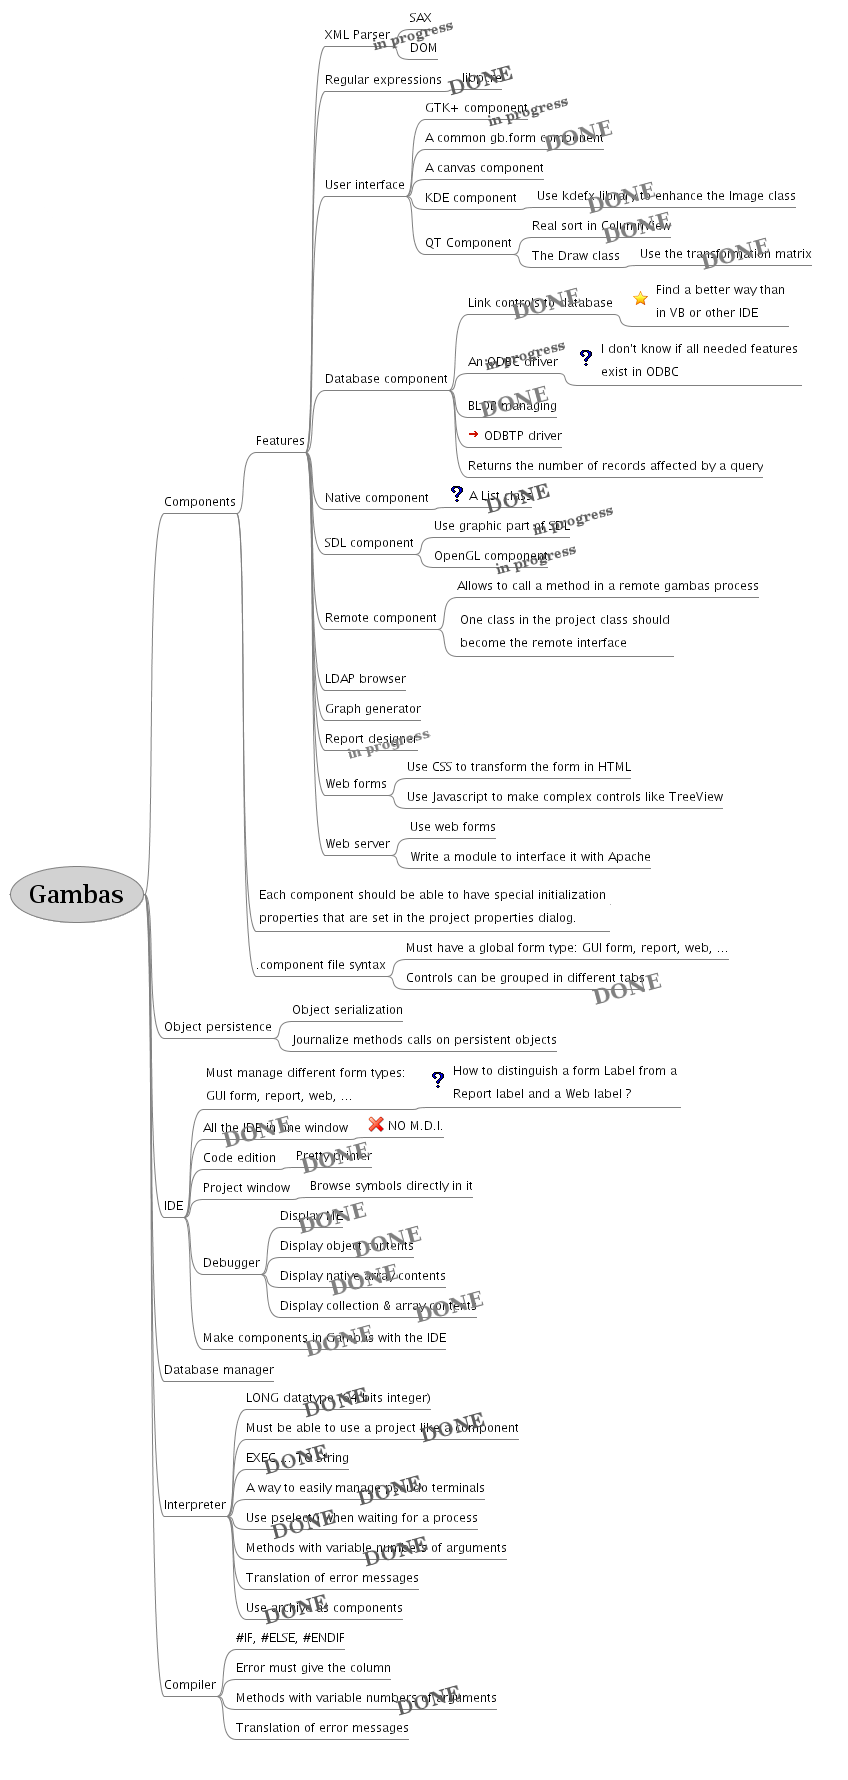 SAX
XML Parser
in progress
DOM
Regular expressions
libpcre
DONE
GTK+ component
in progress
A common gb.form component
DONE
A canvas component
User interface
KDE component
Use kdefx library to enhance the Image class
DONE
Real sort in ColumnView
DONE
QT Component
The Draw class
Use the transformation matrix
DONE
Link controls to database
DONE
Find a better way than
in VB or other IDE
An ODBC driver
in progress
I don't know if all needed features
exist in ODBC
Database component
BLOB managing
DONE
ODBTP driver
Returns the number of records affected by a query
Features
Native component
A List class
DONE
Components
Use graphic part of SDL
in progress
SDL component
OpenGL component
in progress
Allows to call a method in a remote gambas process
Remote component
One class in the project class should
become the remote interface
LDAP browser
Graph generator
Report designer
in progress
Use CSS to transform the form in HTML
Web forms
Use Javascript to make complex controls like TreeView
Use web forms
Web server
Write a module to interface it with Apache
Gambas
Each component should be able to have special initialization
properties that are set in the project properties dialog.
Must have a global form type: GUI form, report, web, ...
.component file syntax
Controls can be grouped in different tabs
DONE
Object serialization
Object persistence
Journalize methods calls on persistent objects
Must manage different form types:
GUI form, report, web, ...
How to distinguish a form Label from a
Report label and a Web label ?
All the IDE in one window
DONE
NO M.D.I.
Code edition
Pretty printer
DONE
Project window
Browse symbols directly in it
IDE
Display ME
DONE
Display object contents
DONE
Debugger
Display native array contents
DONE
Display collection & array contents
DONE
Make components in Gambas with the IDE
DONE
Database manager
LONG datatype (64 bits integer)
DONE
Must be able to use a project like a component
DONE
EXEC ... TO String
DONE
A way to easily manage pseudo terminals
DONE
Interpreter
Use pselect() when waiting for a process
DONE
Methods with variable numbers of arguments
DONE
Translation of error messages
Use archive as components
DONE
#IF, #ELSE, #ENDIF
Error must give the column
Compiler
Methods with variable numbers of arguments
DONE
Translation of error messages